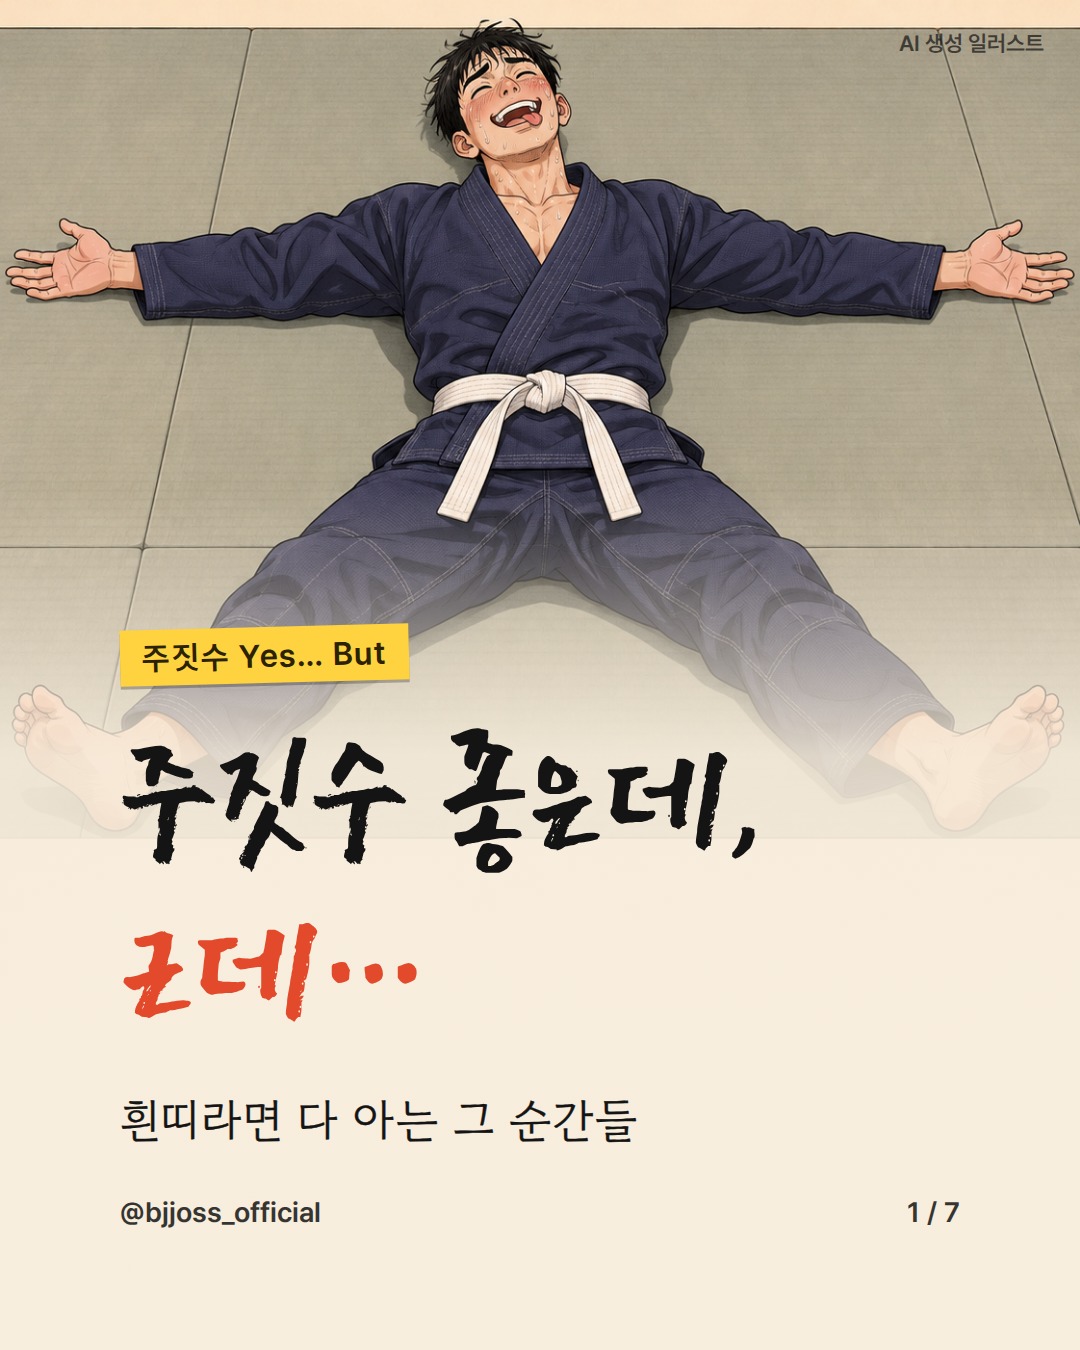 AI 생성 일러스트
주짓수 Yes... But
주짓수 좋은데,
근데...
흰띠라면 다 아는 그 순간들
@bjjoss_official
1 / 7